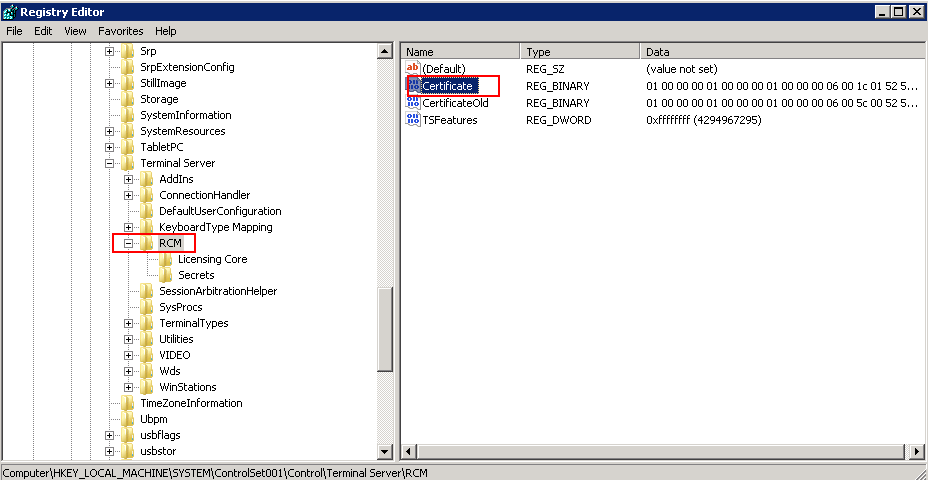 Registry Editor
File Edit View Favorites Help
Srp
SrpExtensionConfig
StillImage
Storage
SystemInformation
SystemResources
TabletPC
Terminal Server
AddIns
ConnectionHandler
DefaultUserConfiguration
KeyboardType Mapping
RCM
Licensing Core
Secrets
SessionArbitrationHelper
SysProcs
TerminalTypes
Utilities
VIDEO
Wds
WinStations
TimeZoneInformation
Ubpm
usbflags
usbstor
Name Type Data
(Default) REG_SZ (value not set)
Certificate REG_BINARY 01 00 00 00 01 00 00 00 01 00 00 00 06 00 1c 01 52 5...
CertificateOld REG_BINARY 01 00 00 00 01 00 00 00 01 00 00 00 06 00 5c 00 52 5...
TSFeatures REG_DWORD 0xffffffff (4294967295)
Computer\HKEY_LOCAL_MACHINE\SYSTEM\ControlSet001\Control\Terminal Server\RCM